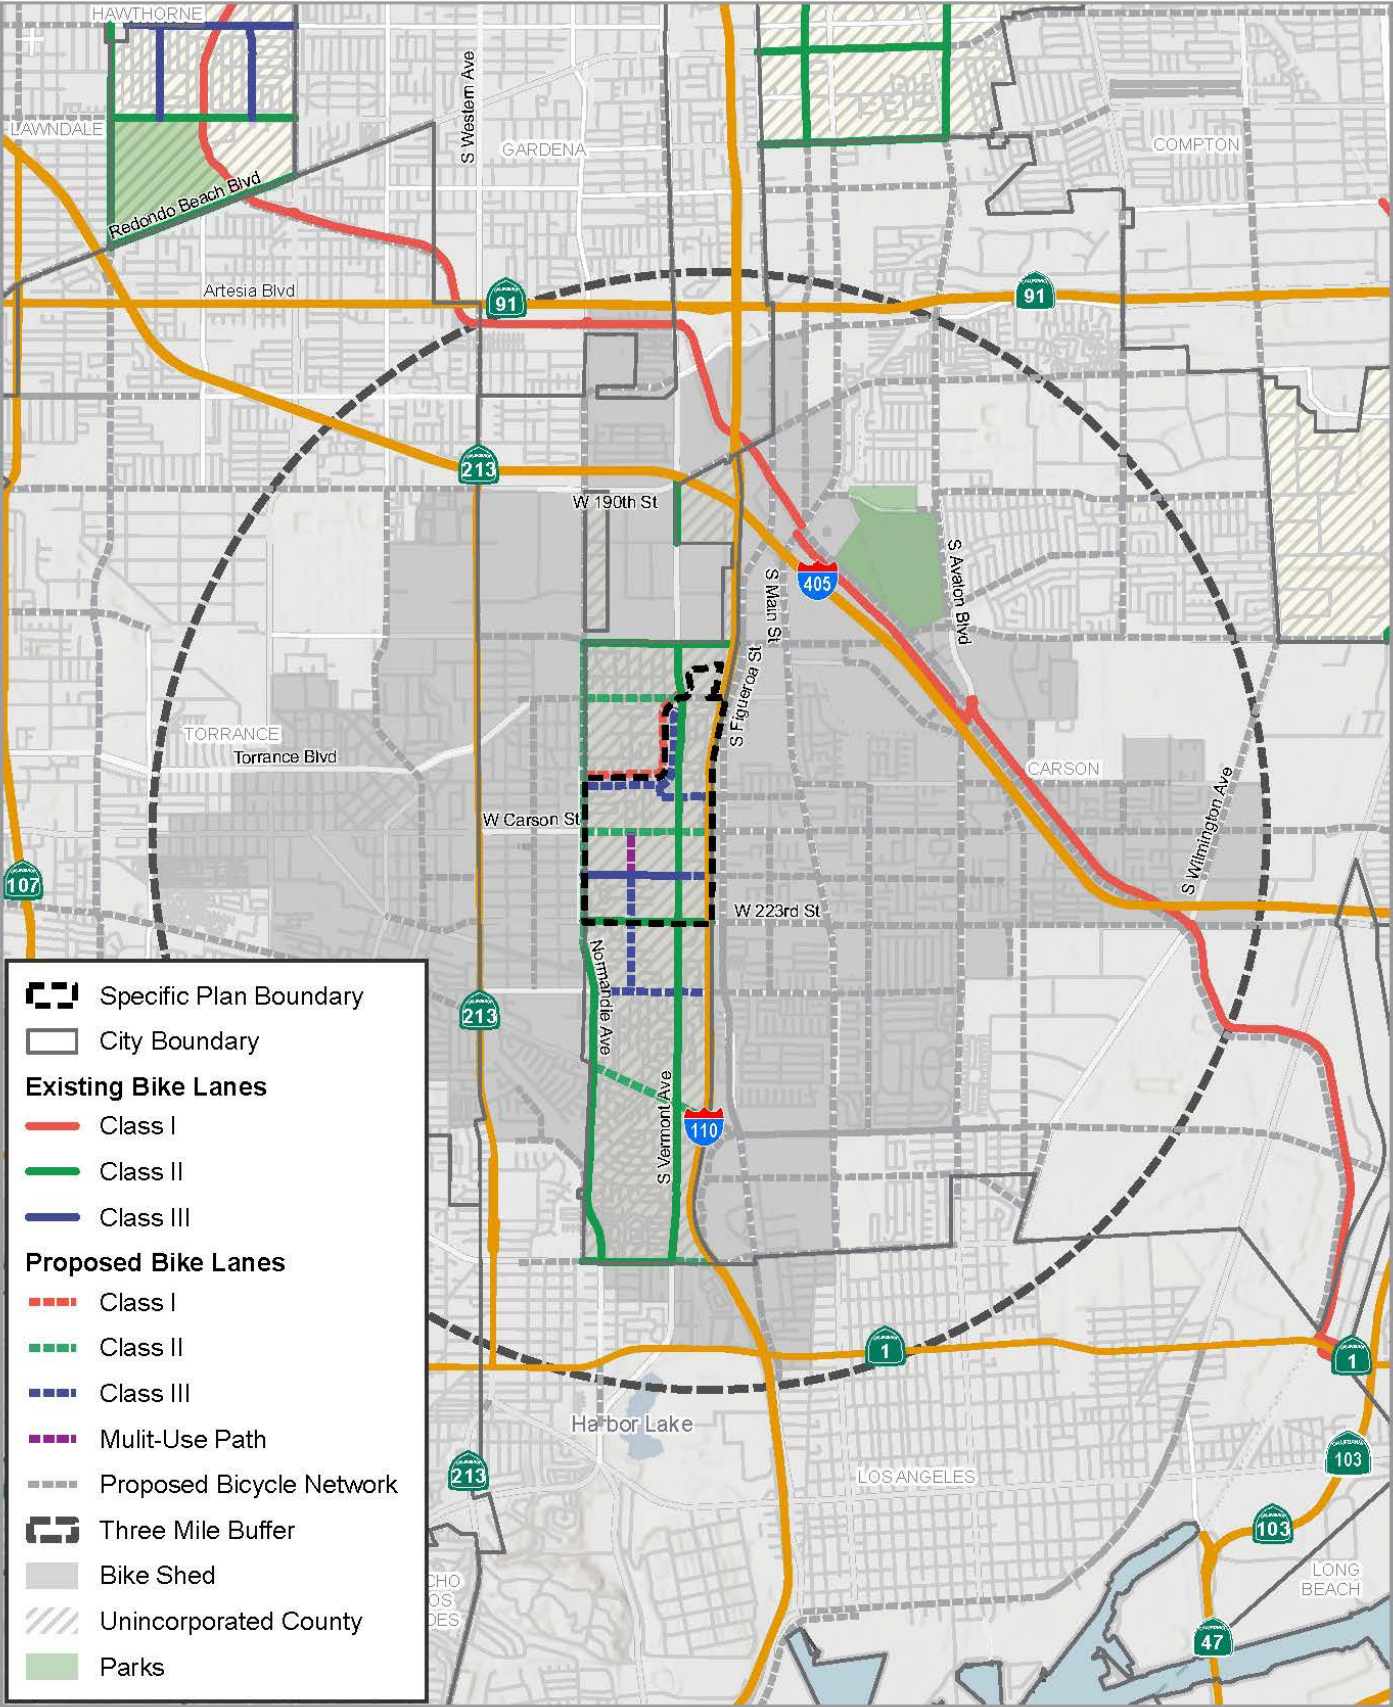 HAWTHORNE
LAWNDALE
Redondo Beach Blvd
S Western Ave
GARDENA
COMPTON
Artesia Blvd
91
91
213
W 190th St
405
S Main St
S Avalon Blvd
S Figueroa St
TORRANCE
Torrance Blvd
CARSON
W Carson St
S Wilmington Ave
107
W 223rd St
Normandie Ave
213
S Vermont Ave
110
1
1
Harbor Lake
213
LOS ANGELES
103
103
LONG
BEACH
47
CHO
OS
DES
Specific Plan Boundary
City Boundary
Existing Bike Lanes
Class I
Class II
Class III
Proposed Bike Lanes
Class I
Class II
Class III
Mulit-Use Path
Proposed Bicycle Network
Three Mile Buffer
Bike Shed
Unincorporated County
Parks